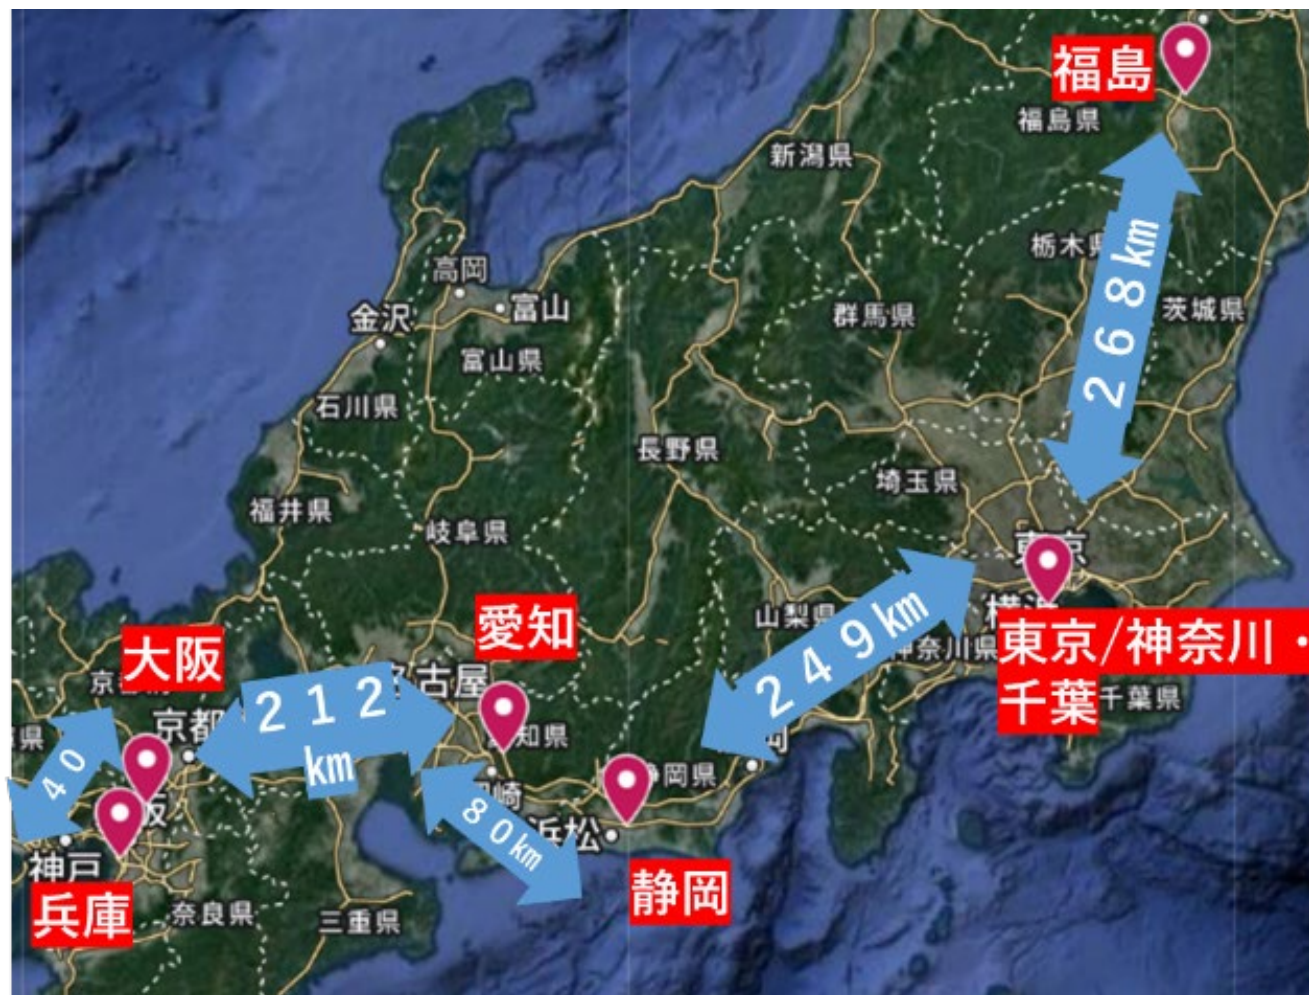 福島
福島県
新潟県
栃木県
268km
高岡
富山
金沢
群馬県
茨城県
富山県
石川県
長野県
埼玉県
福井県
岐阜県
東京
愛知
山梨県
249km
横浜
神奈川県
東京/神奈川・
千葉
千葉県
大阪
名古屋
京都
212
km
愛知県
静岡県
40
80km
浜松
神戸
兵庫
静岡
奈良県
三重県